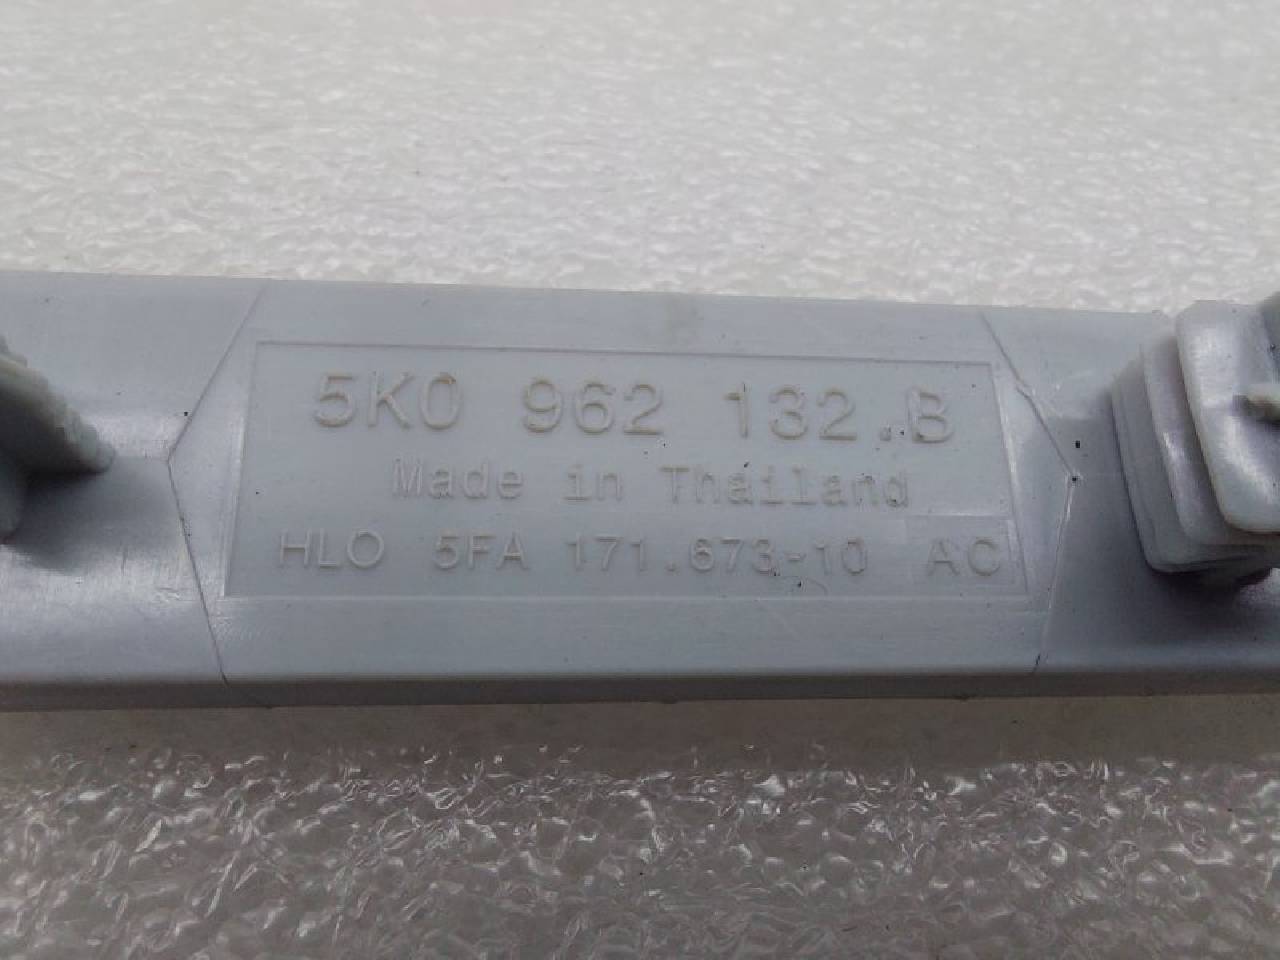 5K0 962 132.B
Made in Thailand
HLO 5FA 171.673-10 AC